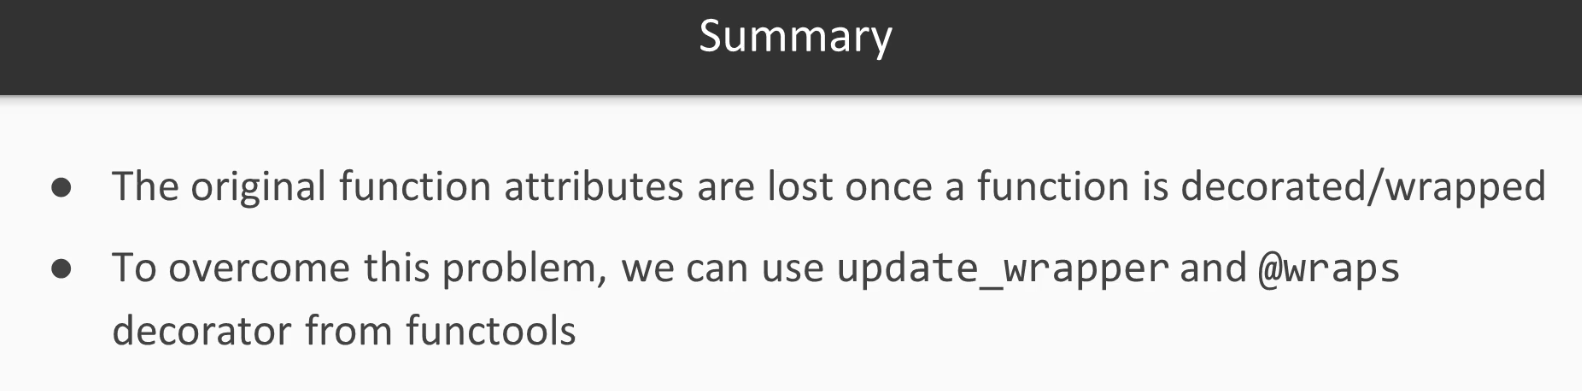 Summary
● The original function attributes are lost once a function is decorated/wrapped
● To overcome this problem, we can use update_wrapper and @wraps
decorator from functools